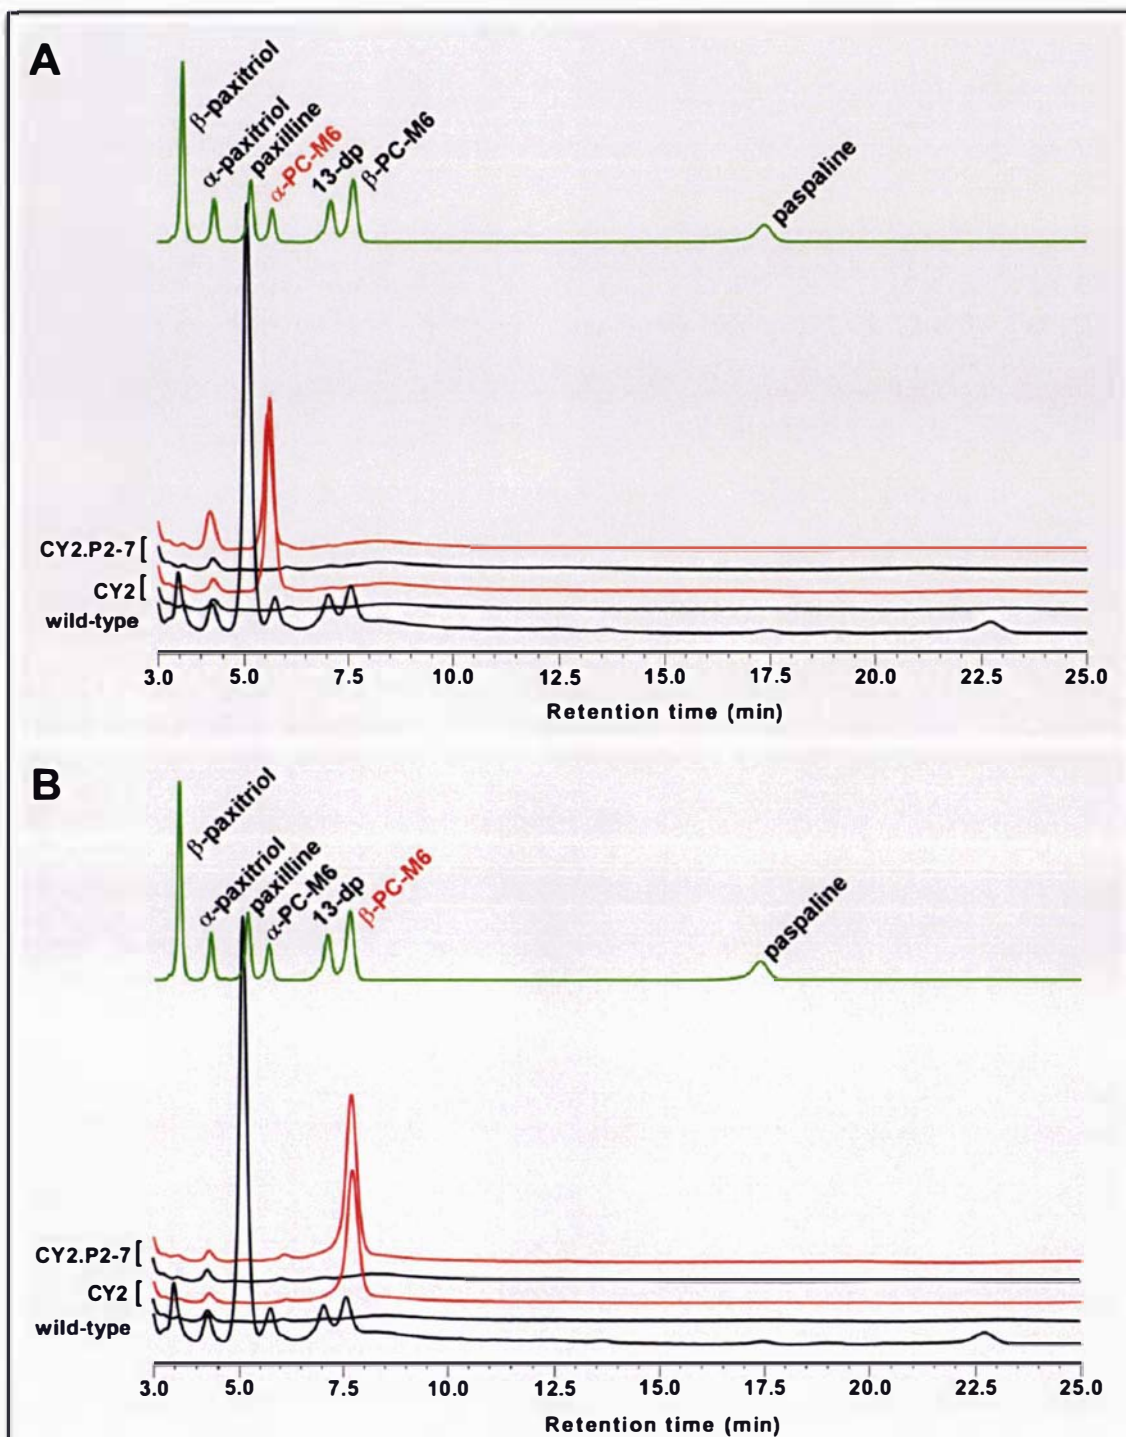 A
β-paxitriol
α-paxitriol
paxilline
α-PC-M6
13-dp
β-PC-M6
paspaline
CY2.P2-7 [
CY2 [
wild-type
3.0 5.0 7.5 10.0 12.5 15.0 17.5 20.0 22.5 25.0
Retention time (min)
B
β-paxitriol
α-paxitriol
paxilline
α-PC-M6
13-dp
β-PC-M6
paspaline
CY2.P2-7 [
CY2 [
wild-type
3.0 5.0 7.5 10.0 12.5 15.0 17.5 20.0 22.5 25.0
Retention time (min)